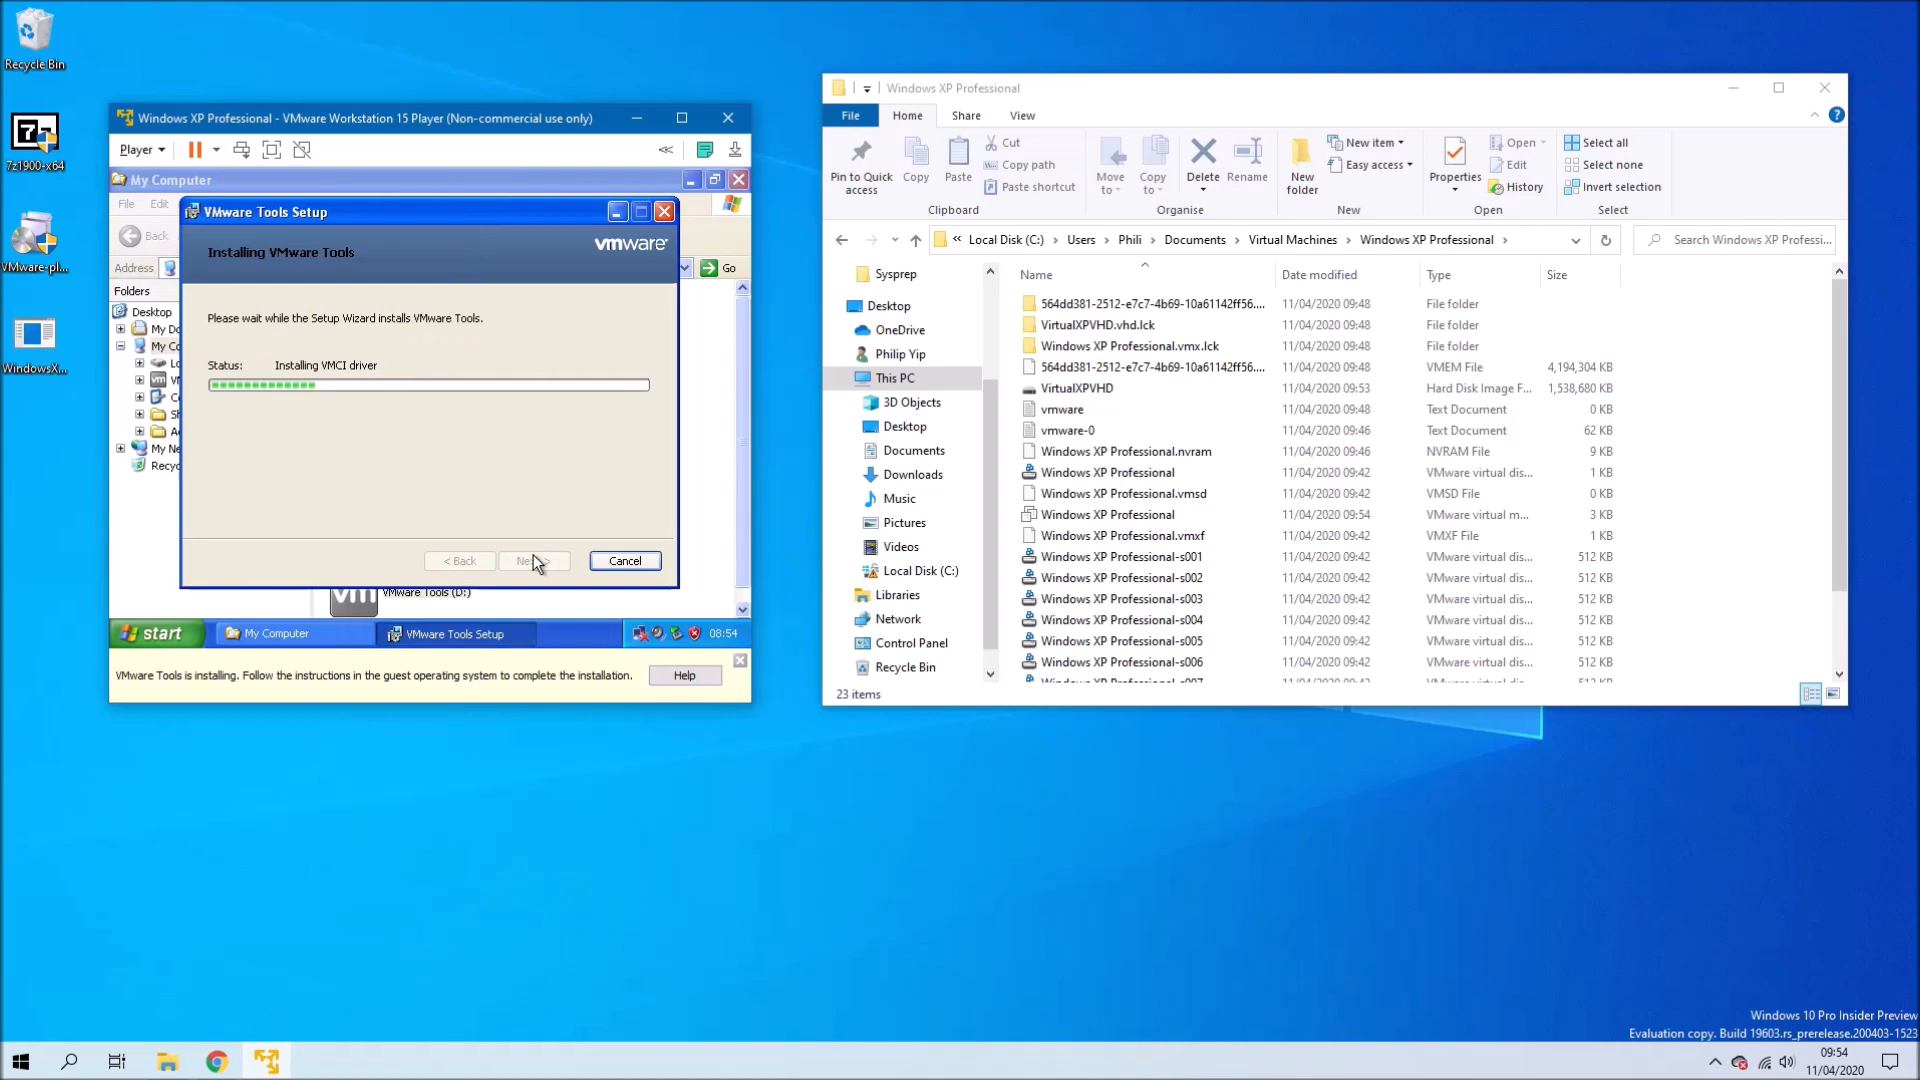 Recycle Bin
7z1900-x64
VMware-pl...
WindowsX...
Windows XP Professional - VMware Workstation 15 Player (Non-commercial use only)
Player
My Computer
File Edit
Back
Address
Go
Folders
Desktop
My Do
My Co
Lo
VM
Co
Sh
My Ne
Recyc
VMware Tools Setup
Installing VMware Tools
vmware
Please wait while the Setup Wizard installs VMware Tools.
Status: Installing VMCI driver
< Back
Cancel
vm
VMware Tools (D:)
start
My Computer
VMware Tools Setup
08:54
VMware Tools is installing. Follow the instructions in the guest operating system to complete the installation.
Help
Windows XP Professional
File Home Share View
Pin to Quick access
Copy
Paste
Cut
Copy path
Paste shortcut
Clipboard
Move to
Copy to
Delete
Rename
Organise
New folder
New item
Easy access
New
Properties
Open
Edit
History
Open
Select all
Select none
Invert selection
Select
« Local Disk (C:) > Users > Phili > Documents > Virtual Machines > Windows XP Professional >
Search Windows XP Professi...
Sysprep
Desktop
OneDrive
Philip Yip
This PC
3D Objects
Desktop
Documents
Downloads
Music
Pictures
Videos
Local Disk (C:)
Libraries
Network
Control Panel
Recycle Bin
Name Date modified Type Size
564dd381-2512-e7c7-4b69-10a61142ff56.... 11/04/2020 09:48 File folder
VirtualXPVHD.vhd.lck 11/04/2020 09:48 File folder
Windows XP Professional.vmx.lck 11/04/2020 09:48 File folder
564dd381-2512-e7c7-4b69-10a61142ff56.... 11/04/2020 09:48 VMEM File 4,194,304 KB
VirtualXPVHD 11/04/2020 09:53 Hard Disk Image F... 1,538,680 KB
vmware 11/04/2020 09:48 Text Document 0 KB
vmware-0 11/04/2020 09:46 Text Document 62 KB
Windows XP Professional.nvram 11/04/2020 09:46 NVRAM File 9 KB
Windows XP Professional 11/04/2020 09:42 VMware virtual dis... 1 KB
Windows XP Professional.vmsd 11/04/2020 09:42 VMSD File 0 KB
Windows XP Professional 11/04/2020 09:54 VMware virtual m... 3 KB
Windows XP Professional.vmxf 11/04/2020 09:42 VMXF File 1 KB
Windows XP Professional-s001 11/04/2020 09:42 VMware virtual dis... 512 KB
Windows XP Professional-s002 11/04/2020 09:42 VMware virtual dis... 512 KB
Windows XP Professional-s003 11/04/2020 09:42 VMware virtual dis... 512 KB
Windows XP Professional-s004 11/04/2020 09:42 VMware virtual dis... 512 KB
Windows XP Professional-s005 11/04/2020 09:42 VMware virtual dis... 512 KB
Windows XP Professional-s006 11/04/2020 09:42 VMware virtual dis... 512 KB
23 items
Windows 10 Pro Insider Preview
Evaluation copy. Build 19603.rs_prerelease.200403-1523
09:54
11/04/2020